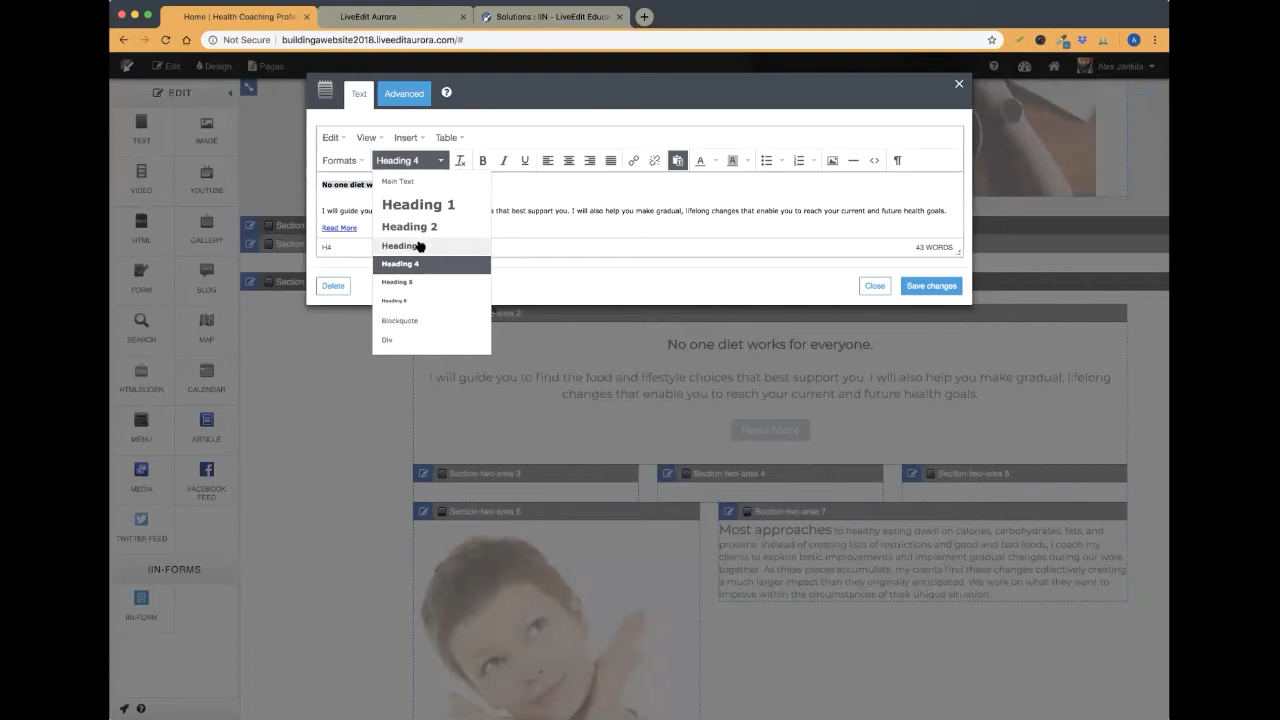 Home | Health Coaching Profes
LiveEdit Aurora
Solutions : IIN - LiveEdit Educa
Not Secure
buildingawebsite2018.liveeditaurora.com/#
Edit
Design
Pages
Alex Jankila
EDIT
TEXT
IMAGE
VIDEO
YOUTUBE
HTML
GALLERY
FORM
BLOG
SEARCH
MAP
HTMLSLIDER
CALENDAR
MENU
ARTICLE
MEDIA
FACEBOOK
FEED
TWITTER FEED
IIN-FORMS
IIN-FORM
Text
Advanced
Edit
View
Insert
Table
Formats
Heading 4
No one diet w
I will guide you
s that best support you. I will also help you make gradual, lifelong changes that enable you to reach your current and future health goals.
Read More
H4
43 WORDS
Main Text
Heading 1
Heading 2
Heading
Heading 4
Heading 5
Heading 6
Blockquote
Div
Delete
Close
Save changes
No one diet works for everyone.
I will guide you to find the food and lifestyle choices that best support you. I will also help you make gradual, lifelong
changes that enable you to reach your current and future health goals.
Read More
Section-two-area 3
Section-two-area 4
Section-two-area 5
Section-two-area 6
Section-two-area 7
Most approaches to healthy eating dwell on calories, carbohydrates, fats, and
proteins. Instead of creating lists of restrictions and good and bad foods, I coach my
clients to explore basic improvements and implement gradual changes during our work
together. As these pieces accumulate, my clients find these changes collectively creating
a much larger impact than they originally anticipated. We work on what they want to
improve within the circumstances of their unique situation.